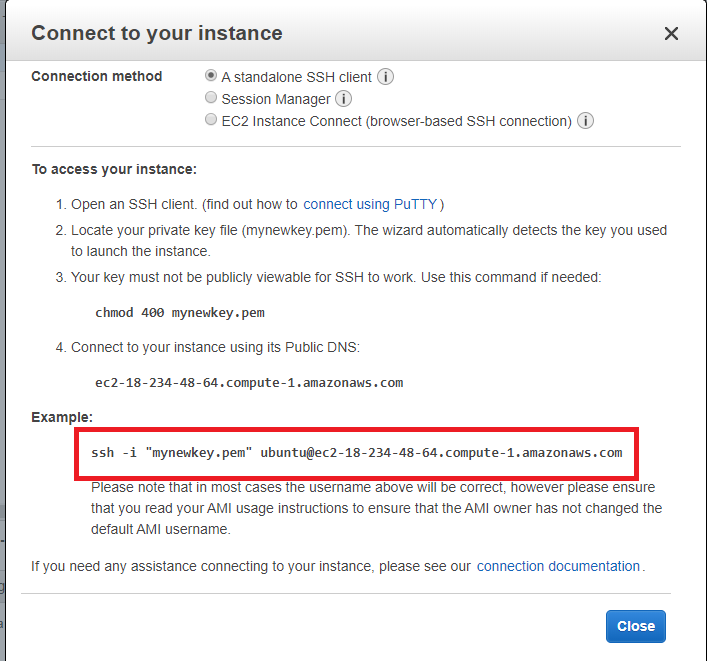 Connect to your instance
Connection method
A standalone SSH client
Session Manager
EC2 Instance Connect (browser-based SSH connection)
To access your instance:
1. Open an SSH client. (find out how to connect using PuTTY )
2. Locate your private key file (mynewkey.pem). The wizard automatically detects the key you used
to launch the instance.
3. Your key must not be publicly viewable for SSH to work. Use this command if needed:
chmod 400 mynewkey.pem
4. Connect to your instance using its Public DNS:
ec2-18-234-48-64.compute-1.amazonaws.com
Example:
ssh -i "mynewkey.pem" ubuntu@ec2-18-234-48-64.compute-1.amazonaws.com
Please note that in most cases the username above will be correct, however please ensure
that you read your AMI usage instructions to ensure that the AMI owner has not changed the
default AMI username.
If you need any assistance connecting to your instance, please see our connection documentation .
Close